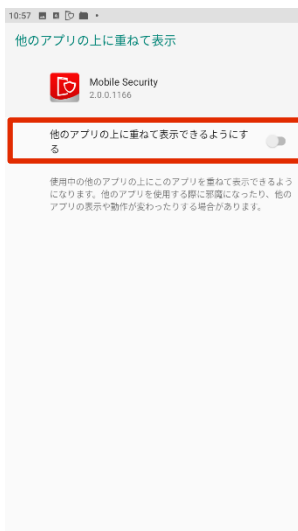 10:57
他のアプリの上に重ねて表示
Mobile Security
2.0.0.1166
他のアプリの上に重ねて表示できるようにす
る
使用中の他のアプリの上にこのアプリを重ねて表示できるよう
になります。他のアプリを使用する際に邪魔になったり、他の
アプリの表示や動作が変わったりする場合があります。